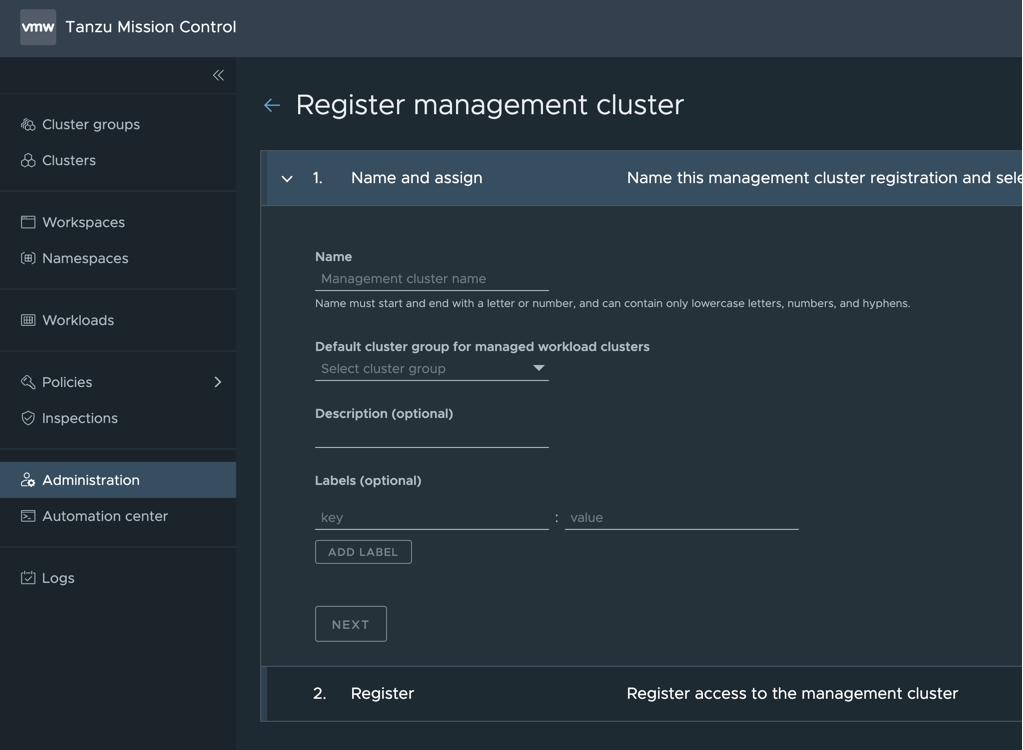 vmw Tanzu Mission Control
Cluster groups
Clusters
Workspaces
Namespaces
Workloads
Policies
Inspections
Administration
Automation center
Logs
Register management cluster
1. Name and assign Name this management cluster registration and sele
Name
Management cluster name
Name must start and end with a letter or number, and can contain only lowercase letters, numbers, and hyphens.
Default cluster group for managed workload clusters
Select cluster group
Description (optional)
Labels (optional)
key : value
ADD LABEL
NEXT
2. Register Register access to the management cluster